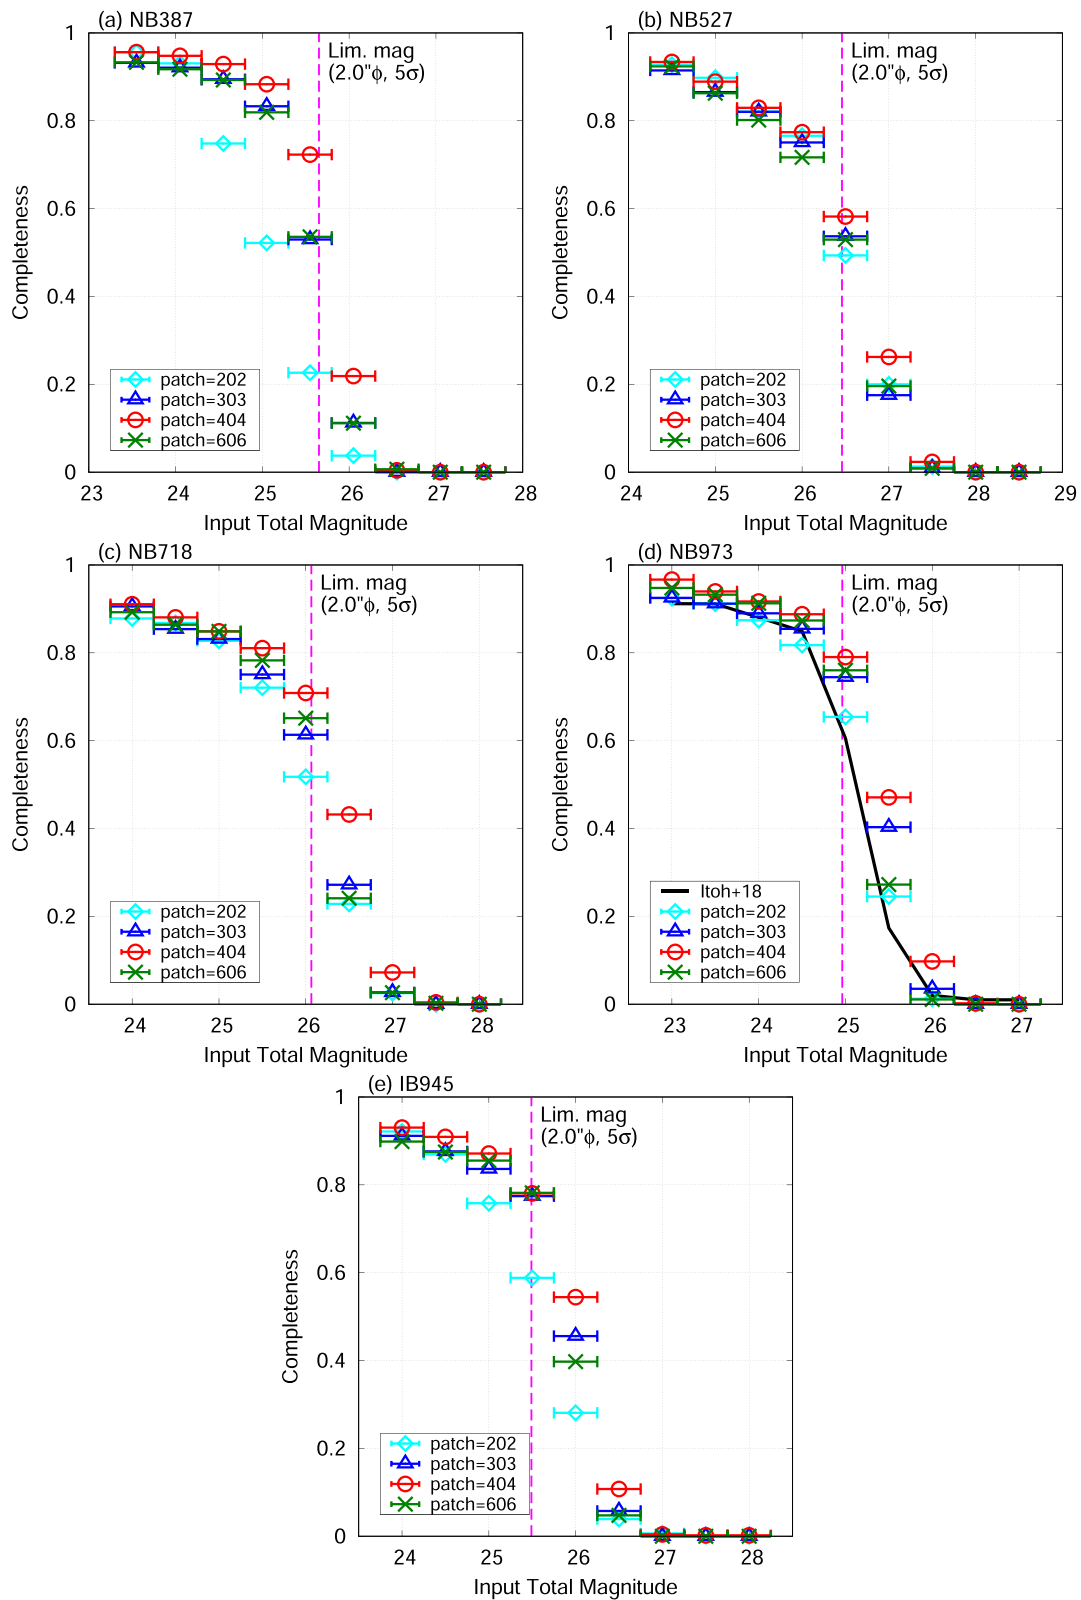 (a) NB387
Completeness
1
0.8
0.6
0.4
0.2
0
Lim. mag
(2.0"ϕ, 5σ)
patch=202
patch=303
patch=404
patch=606
23 24 25 26 27 28
Input Total Magnitude
(b) NB527
Completeness
1
0.8
0.6
0.4
0.2
0
Lim. mag
(2.0"ϕ, 5σ)
patch=202
patch=303
patch=404
patch=606
24 25 26 27 28 29
Input Total Magnitude
(c) NB718
Completeness
1
0.8
0.6
0.4
0.2
0
Lim. mag
(2.0"ϕ, 5σ)
patch=202
patch=303
patch=404
patch=606
24 25 26 27 28
Input Total Magnitude
(d) NB973
Completeness
1
0.8
0.6
0.4
0.2
0
Lim. mag
(2.0"ϕ, 5σ)
Itoh+18
patch=202
patch=303
patch=404
patch=606
23 24 25 26 27
Input Total Magnitude
(e) IB945
Completeness
1
0.8
0.6
0.4
0.2
0
Lim. mag
(2.0"ϕ, 5σ)
patch=202
patch=303
patch=404
patch=606
24 25 26 27 28
Input Total Magnitude